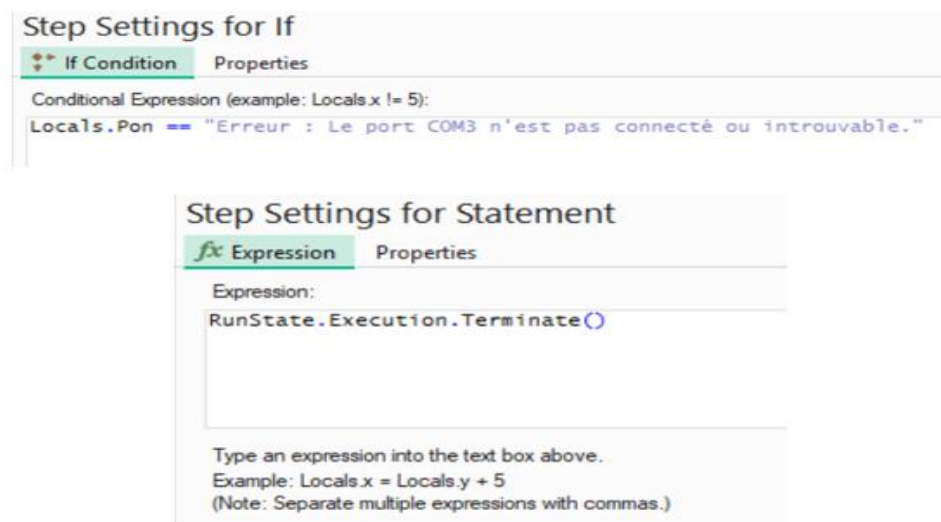 Step Settings for If
If Condition Properties
Conditional Expression (example: Locals.x != 5):
Locals.Pon == "Erreur : Le port COM3 n'est pas connecté ou introuvable."
Step Settings for Statement
fx Expression Properties
Expression:
RunState.Execution.Terminate()
Type an expression into the text box above.
Example: Locals.x = Locals.y + 5
(Note: Separate multiple expressions with commas.)